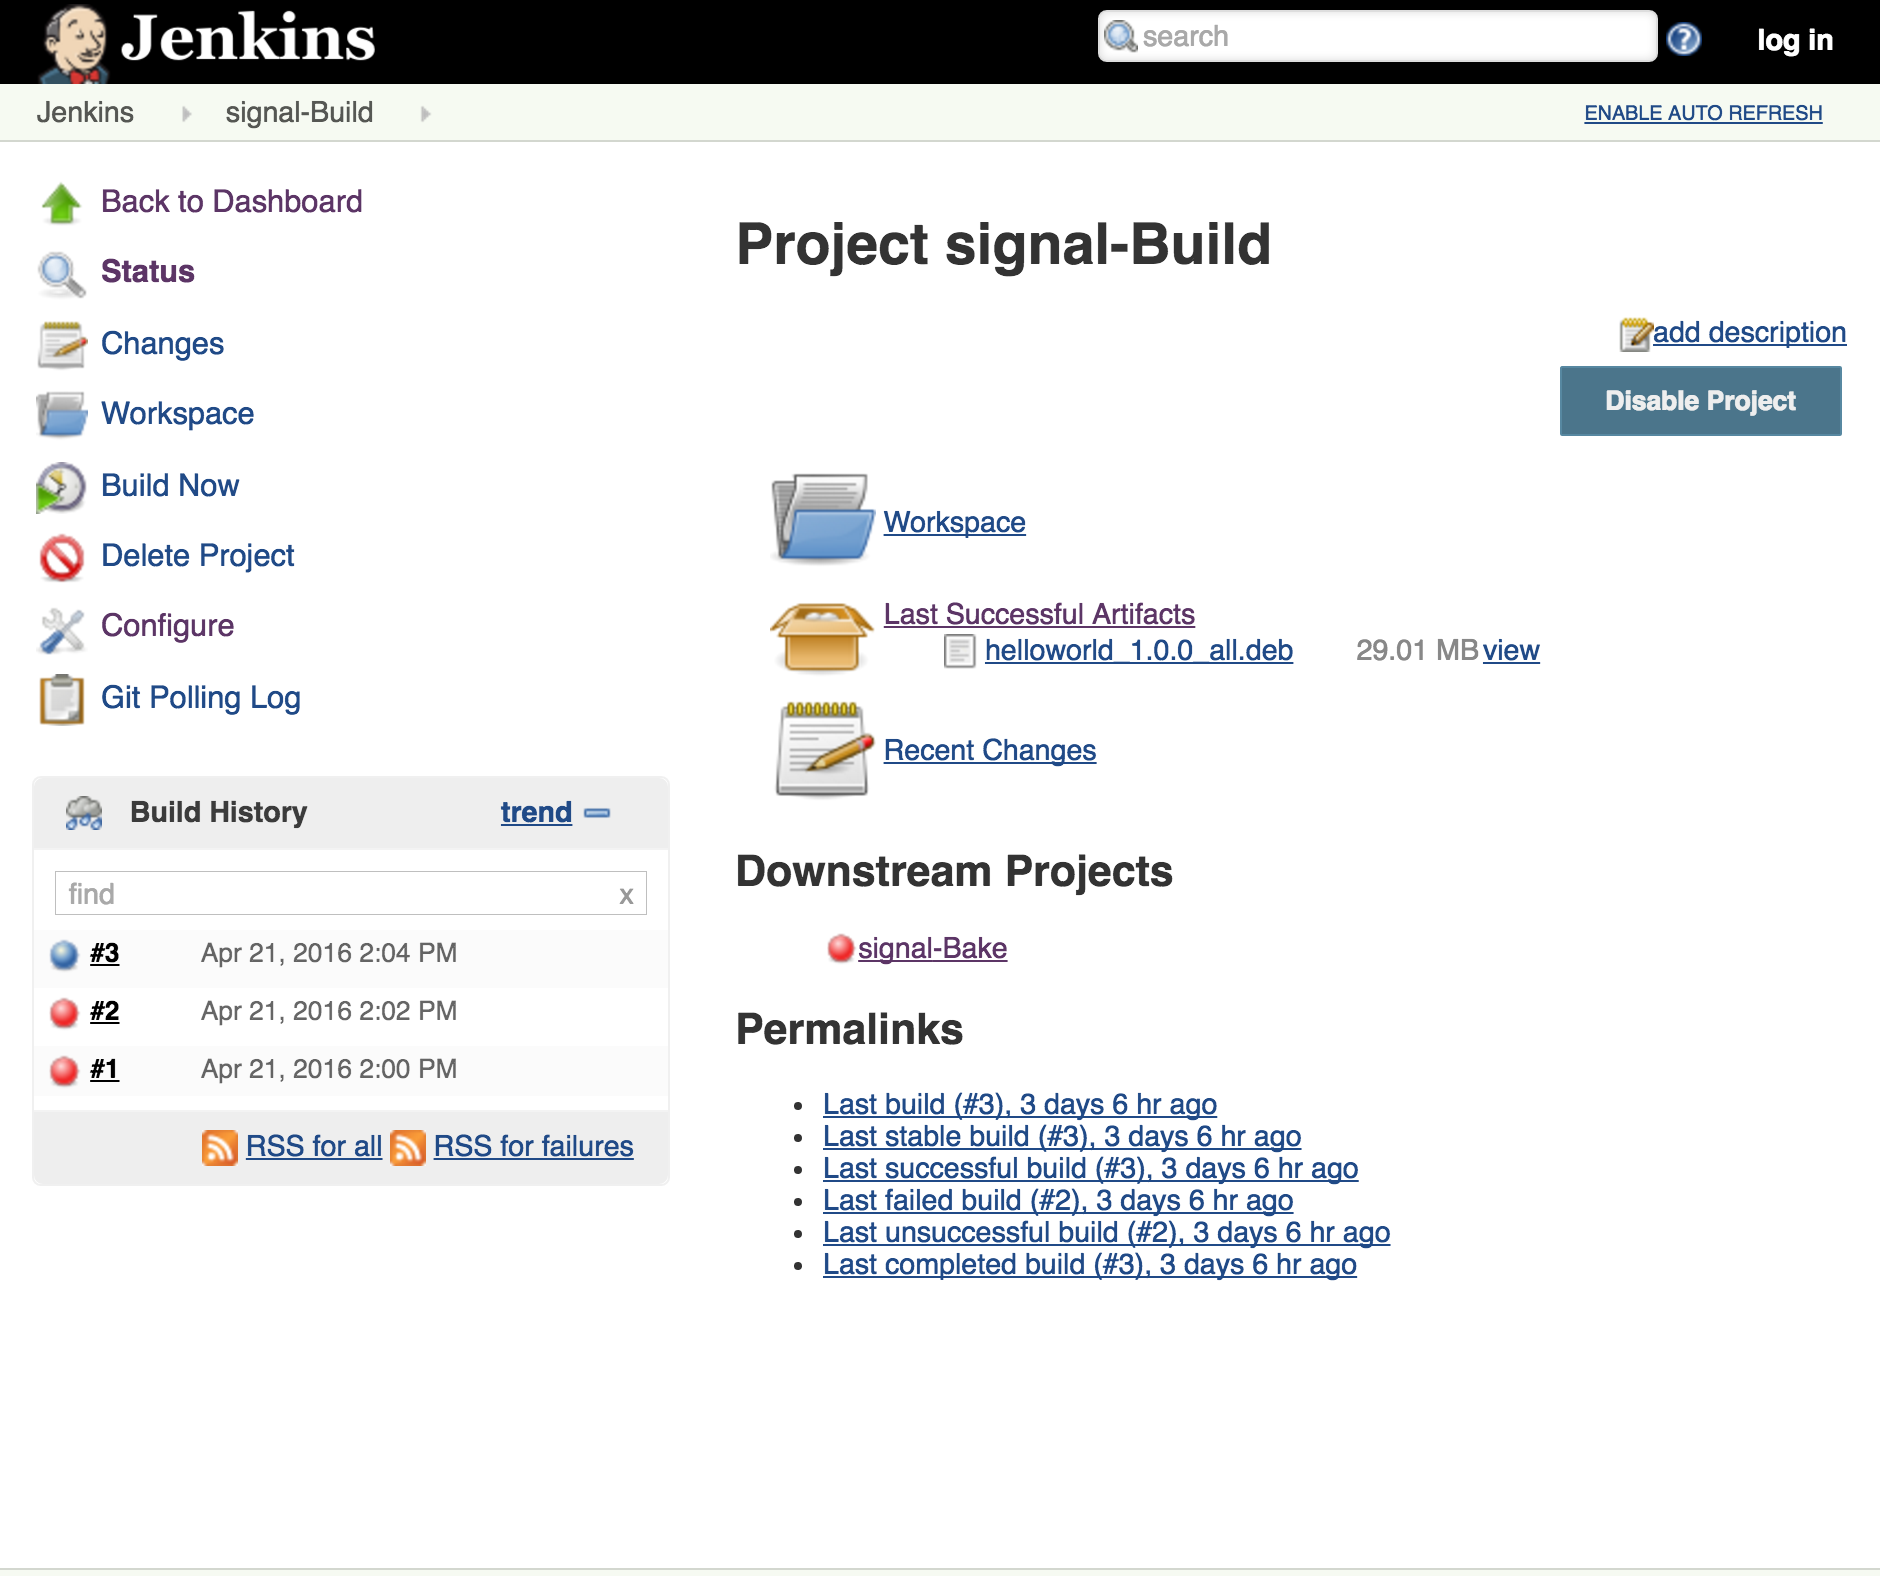 Jenkins
search
? log in
Jenkins signal-Build ENABLE AUTO REFRESH
Back to Dashboard
Status
Changes
Workspace
Build Now
Delete Project
Configure
Git Polling Log
Build History trend
find x
#3 Apr 21, 2016 2:04 PM
#2 Apr 21, 2016 2:02 PM
#1 Apr 21, 2016 2:00 PM
RSS for all RSS for failures
Project signal-Build
add description
Disable Project
Workspace
Last Successful Artifacts
helloworld_1.0.0_all.deb 29.01 MB view
Recent Changes
Downstream Projects
signal-Bake
Permalinks
Last build (#3), 3 days 6 hr ago
Last stable build (#3), 3 days 6 hr ago
Last successful build (#3), 3 days 6 hr ago
Last failed build (#2), 3 days 6 hr ago
Last unsuccessful build (#2), 3 days 6 hr ago
Last completed build (#3), 3 days 6 hr ago